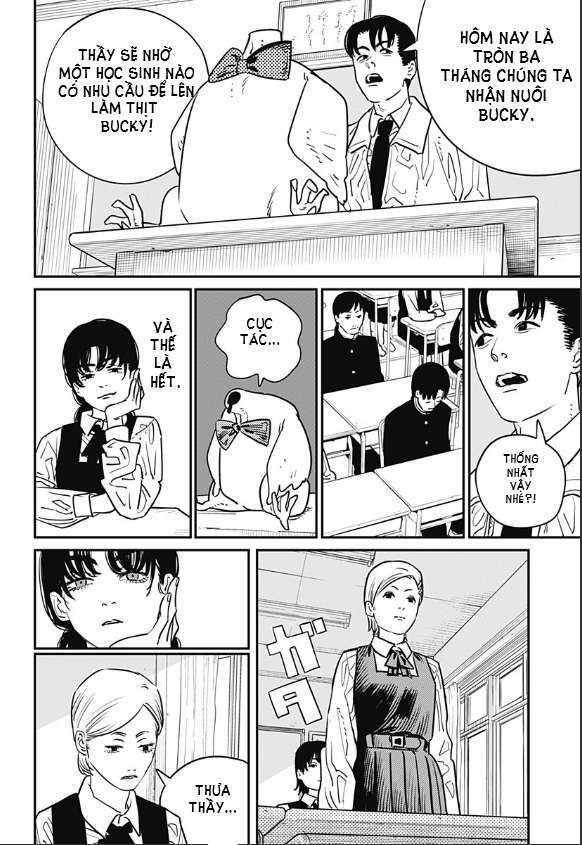 HÔM NAY LÀ
TRÒN BA
THÁNG CHÚNG TA
NHẬN NUÔI
BUCKY.
THẦY SẼ NHỜ
MỘT HỌC SINH NÀO
CÓ NHU CẦU ĐỂ LÊN
LÀM THỊT
BUCKY!
THỐNG
NHẤT
VẬY
NHÉ?!
CỤC
TÁC...
VÀ
THẾ
LÀ
HẾT.
ガタ
THƯA
THẦY...